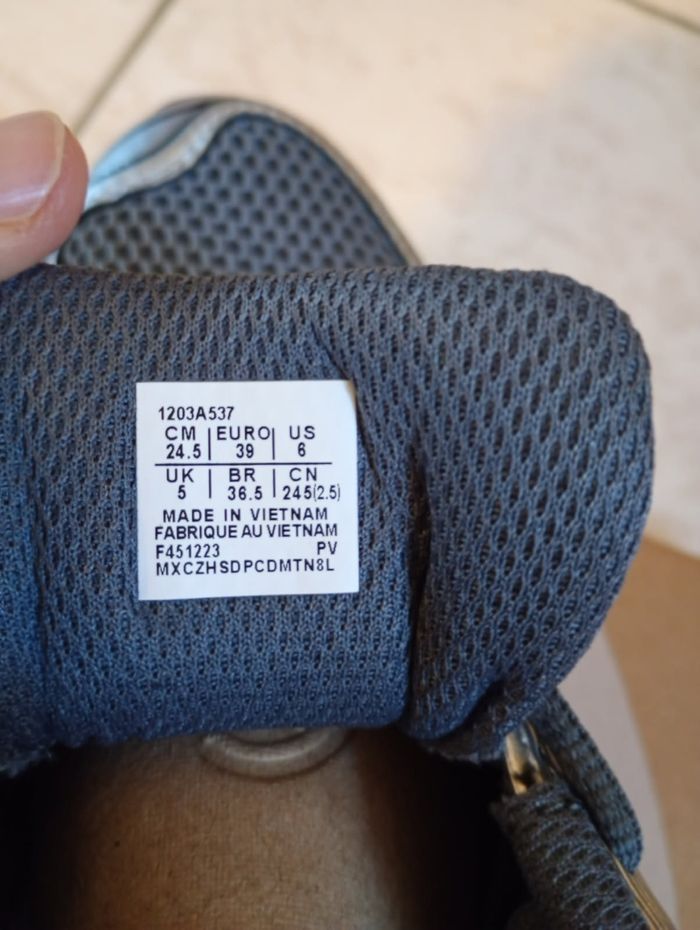 1203A537
CM | EURO | US
24.5 | 39 | 6
UK | BR | CN
5 | 36.5 | 245(2.5)
MADE IN VIETNAM
FABRIQUE AU VIETNAM
F451223 PV
MXCZHSDPCDMTN8L